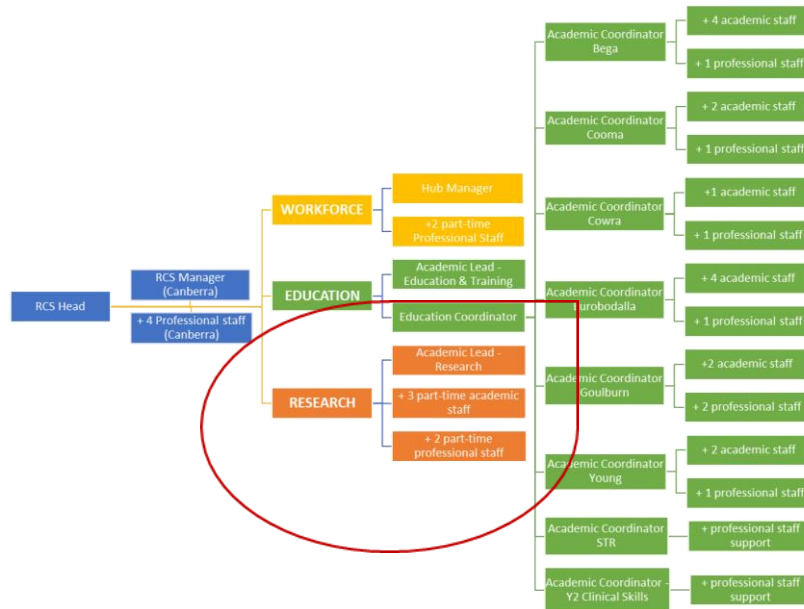 RCS Head
RCS Manager
(Canberra)
+ 4 Professional staff
(Canberra)
WORKFORCE
Hub Manager
+2 part-time
Professional Staff
EDUCATION
Academic Lead -
Education & Training
Education Coordinator
RESEARCH
Academic Lead -
Research
+ 3 part-time academic
staff
+ 2 part-time
professional staff
Academic Coordinator
Bega
+ 4 academic staff
+ 1 professional staff
Academic Coordinator
Cooma
+ 2 academic staff
+ 1 professional staff
Academic Coordinator
Cowra
+1 academic staff
+ 1 professional staff
Academic Coordinator
Eurobodalla
+ 4 academic staff
+ 1 professional staff
Academic Coordinator
Goulburn
+2 academic staff
+ 2 professional staff
Academic Coordinator
Young
+ 2 academic staff
+ 1 professional staff
Academic Coordinator
STR
+ professional staff
support
Academic Coordinator -
Y2 Clinical Skills
+ professional staff
support